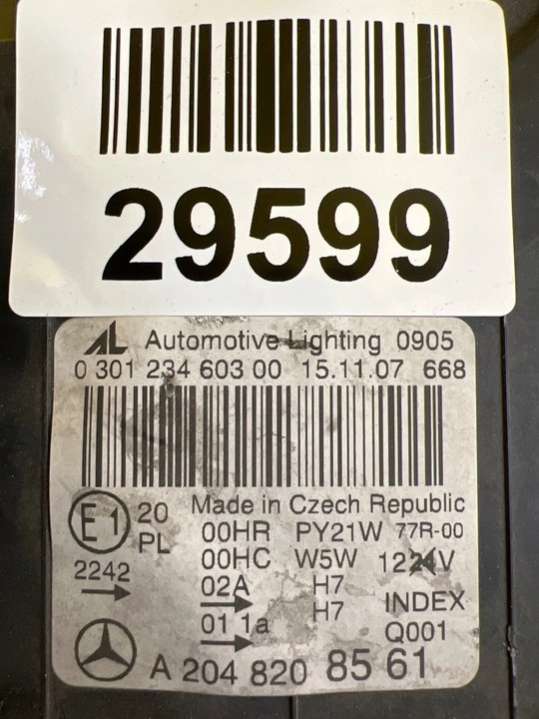 29599
AL Automotive Lighting 0905
0 301 234 603 00 15.11.07 668
Made in Czech Republic
E1 20 00HR PY21W 77R-00
PL 00HC W5W 1224V
2242 02A H7
H7 INDEX
01 1a Q001
A 204 820 85 61